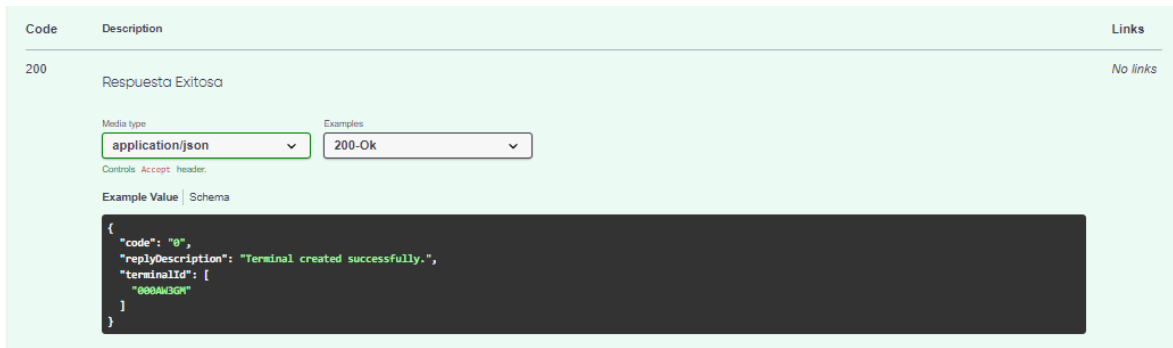 Code Description Links
200 Respuesta Exitosa No links
Media type Examples
application/json 200-Ok
Controls Accept header.
Example Value Schema
{
"code": "0",
"replyDescription": "Terminal created successfully.",
"terminalId": [
"000AW3GM"
]
}